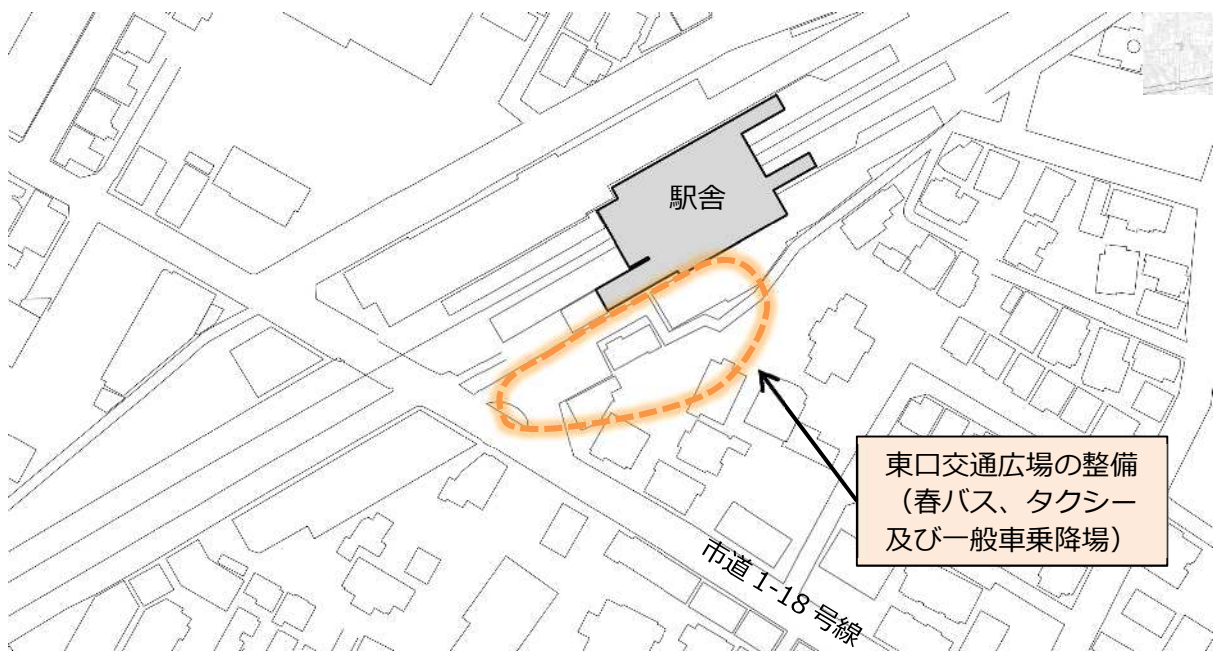 駅舎
東口交通広場の整備
（春バス、タクシー
及び一般車乗降場）
市道 1-18 号線